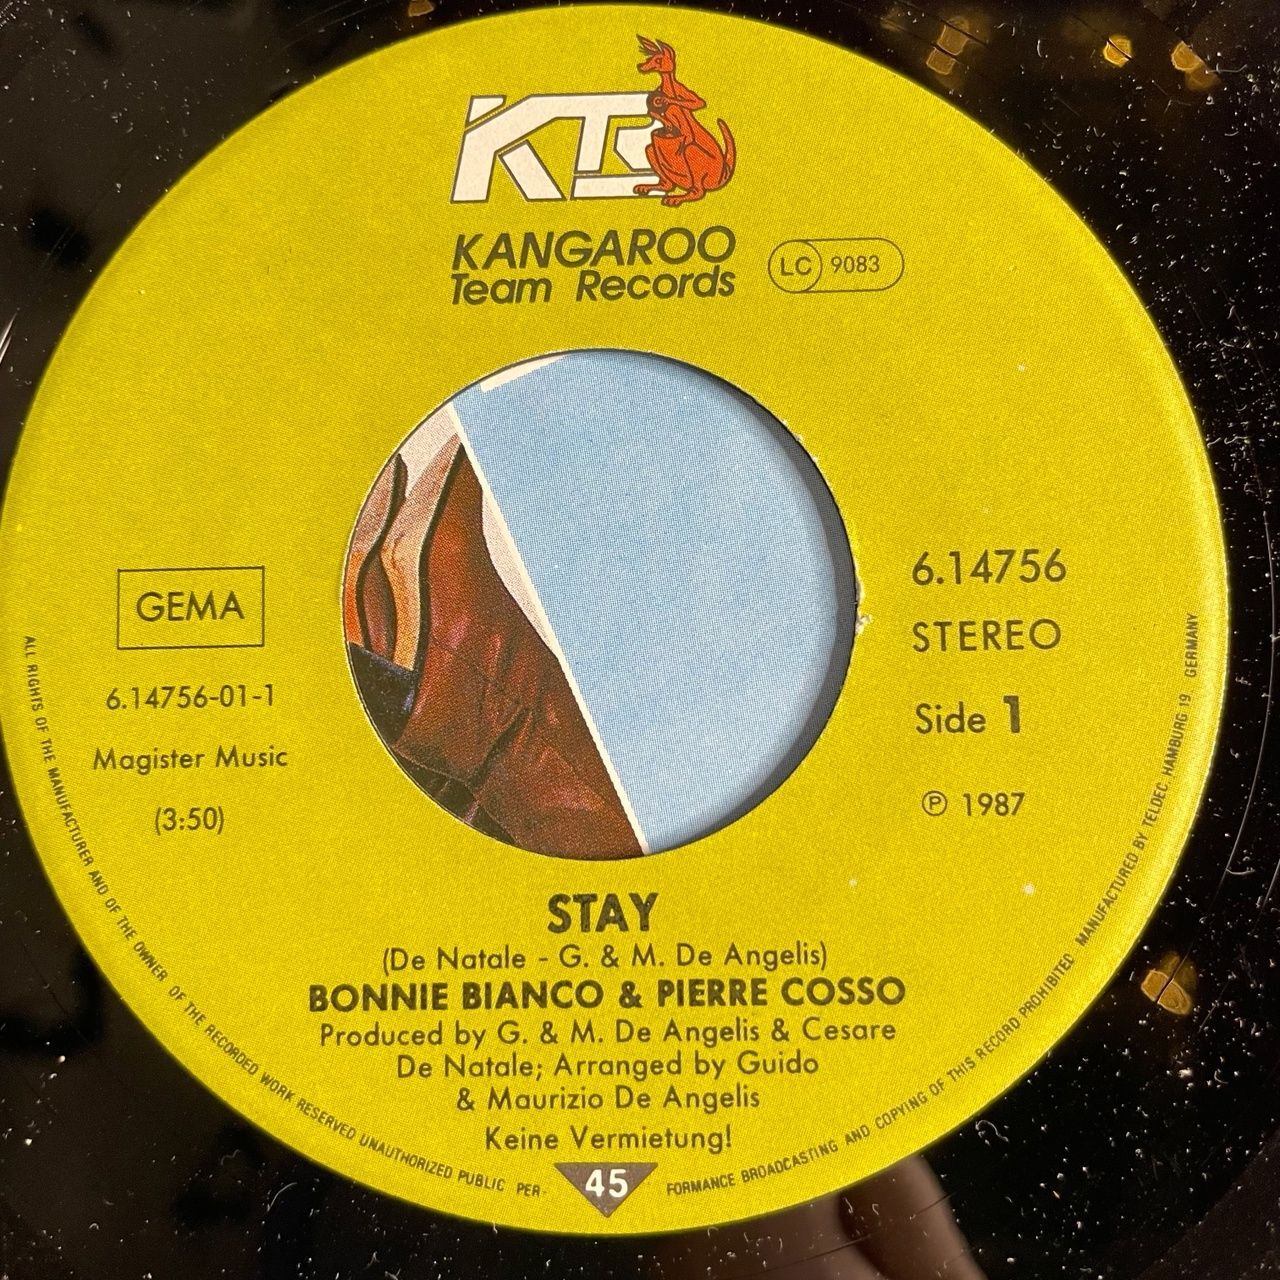 KTR
KANGAROO
Team Records
LC 9083
GEMA
6.14756-01-1
Magister Music
(3:50)
6.14756
STEREO
Side 1
℗ 1987
STAY
(De Natale - G. & M. De Angelis)
BONNIE BIANCO & PIERRE COSSO
Produced by G. & M. De Angelis & Cesare
De Natale; Arranged by Guido
& Maurizio De Angelis
Keine Vermietung!
45
ALL RIGHTS OF THE MANUFACTURER AND OF THE OWNER OF THE RECORDED WORK RESERVED UNAUTHORIZED PUBLIC PER- FORMANCE BROADCASTING AND COPYING OF THIS RECORD PROHIBITED MANUFACTURED BY TELDEC HAMBURG 19 GERMANY